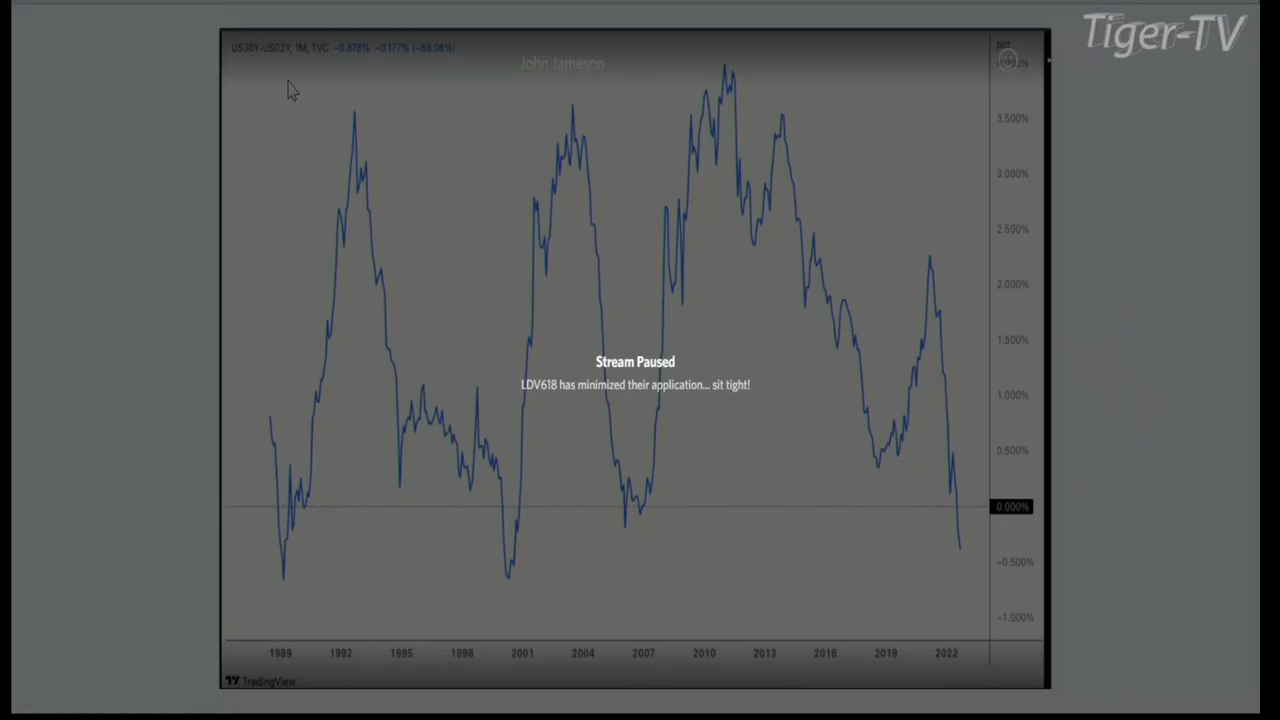 Tiger-TV
US30Y-US02Y, 1M, TVC −0.378% −0.177% (−88.06%)
pct
John Jameson
3.500%
3.000%
2.500%
2.000%
1.500%
Stream Paused
LDV618 has minimized their application... sit tight!
1.000%
0.500%
0.000%
−0.500%
−1.000%
1989 1992 1995 1998 2001 2004 2007 2010 2013 2016 2019 2022
TradingView